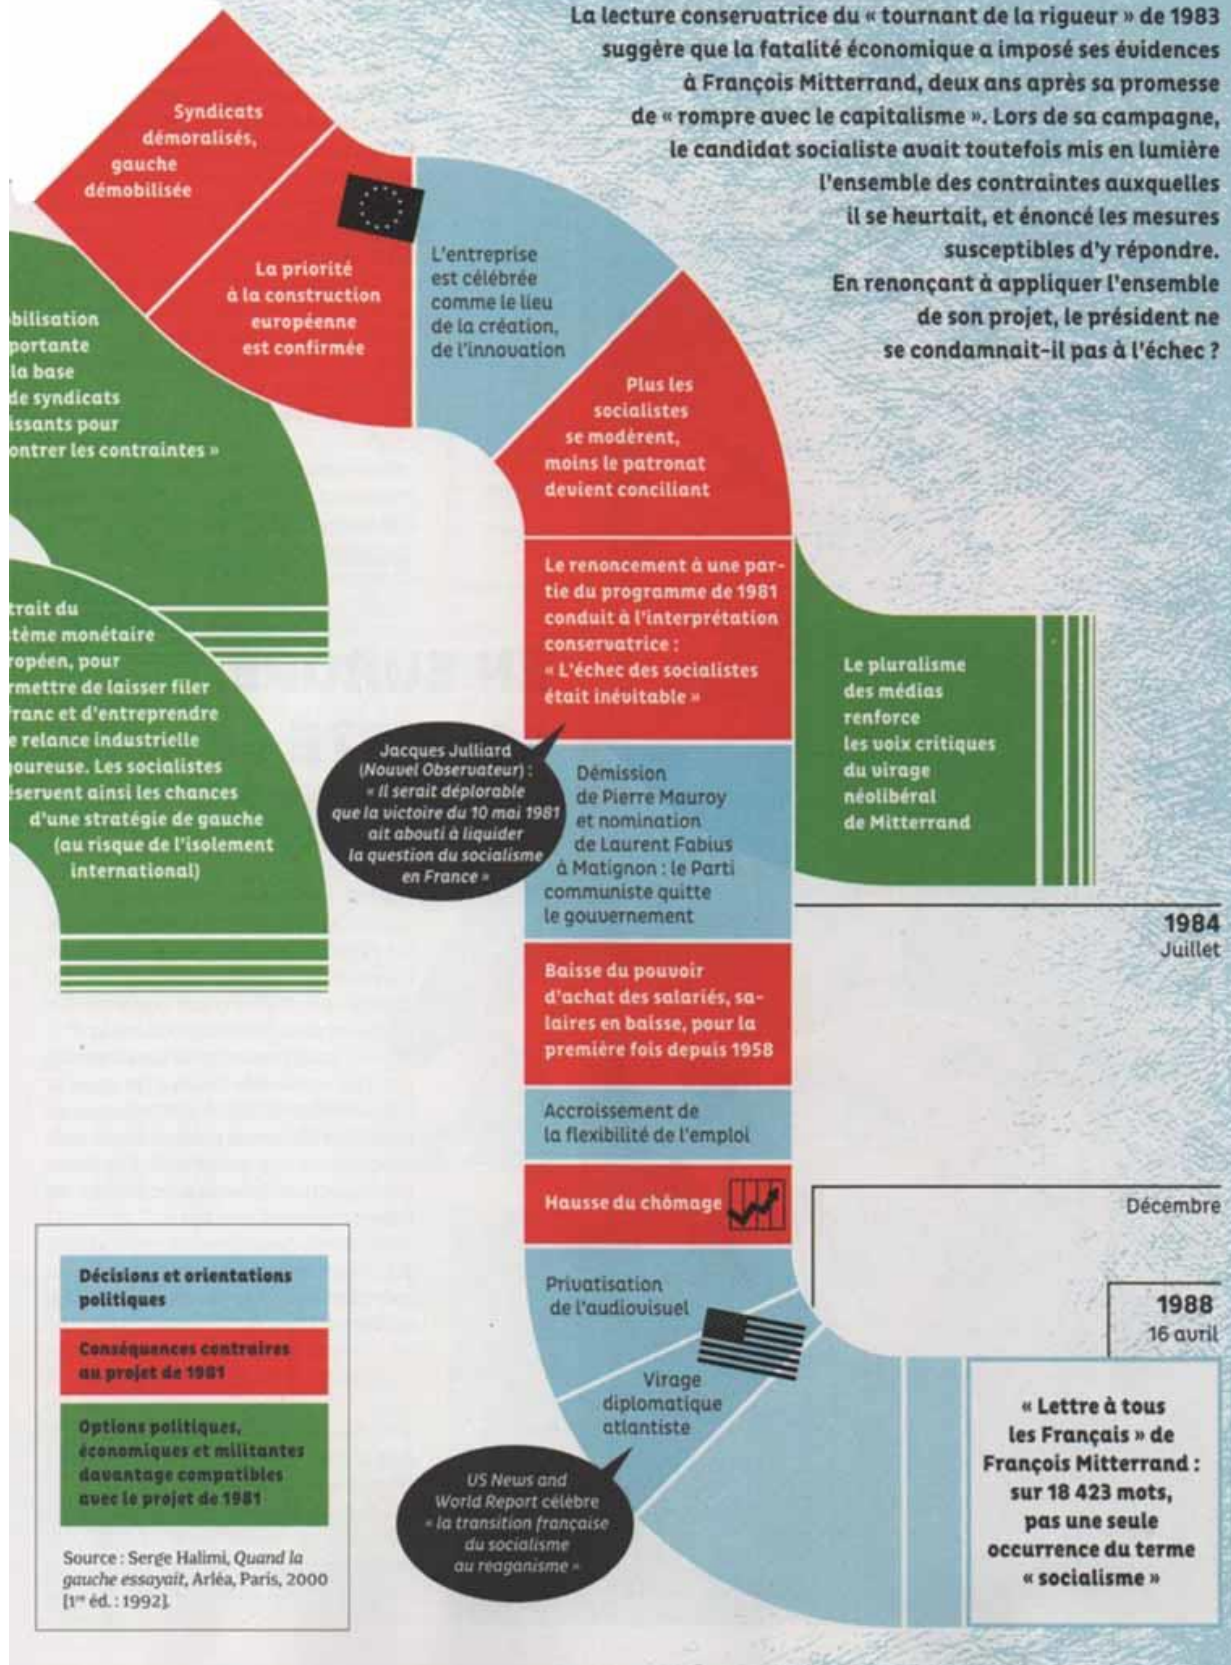 La lecture conservatrice du « tournant de la rigueur » de 1983
suggère que la fatalité économique a imposé ses évidences
à François Mitterrand, deux ans après sa promesse
de « rompre avec le capitalisme ». Lors de sa campagne,
le candidat socialiste avait toutefois mis en lumière
l'ensemble des contraintes auxquelles
il se heurtait, et énoncé les mesures
susceptibles d'y répondre.
En renonçant à appliquer l'ensemble
de son projet, le président ne
se condamnait-il pas à l'échec ?
Syndicats
démoralisés,
gauche
démobilisée
La priorité
à la construction
européenne
est confirmée
L'entreprise
est célébrée
comme le lieu
de la création,
de l'innovation
Plus les
socialistes
se modèrent,
moins le patronat
devient conciliant
bilisation
portante
la base
de syndicats
issants pour
ontrer les contraintes »
trait du
stème monétaire
ropéen, pour
rmettre de laisser filer
franc et d'entreprendre
e relance industrielle
oureuse. Les socialistes
éservent ainsi les chances
d'une stratégie de gauche
(au risque de l'isolement
international)
Le renoncement à une par-
tie du programme de 1981
conduit à l'interprétation
conservatrice :
« L'échec des socialistes
était inévitable »
Le pluralisme
des médias
renforce
les voix critiques
du virage
néolibéral
de Mitterrand
Jacques Julliard
(Nouvel Observateur) :
« Il serait déplorable
que la victoire du 10 mai 1981
ait abouti à liquider
la question du socialisme
en France »
Démission
de Pierre Mauroy
et nomination
de Laurent Fabius
à Matignon : le Parti
communiste quitte
le gouvernement
1984
Juillet
Baisse du pouvoir
d'achat des salariés, sa-
laires en baisse, pour la
première fois depuis 1958
Accroissement de
la flexibilité de l'emploi
Hausse du chômage
Décembre
Privatisation
de l'audiovisuel
Virage
diplomatique
atlantiste
US News and
World Report célèbre
« la transition française
du socialisme
au reaganisme »
1988
16 avril
« Lettre à tous
les Français » de
François Mitterrand :
sur 18 423 mots,
pas une seule
occurrence du terme
« socialisme »
Décisions et orientations
politiques
Conséquences contraires
au projet de 1981
Options politiques,
économiques et militantes
davantage compatibles
avec le projet de 1981
Source : Serge Halimi, Quand la
gauche essayait, Arléa, Paris, 2000
[1re éd. : 1992].